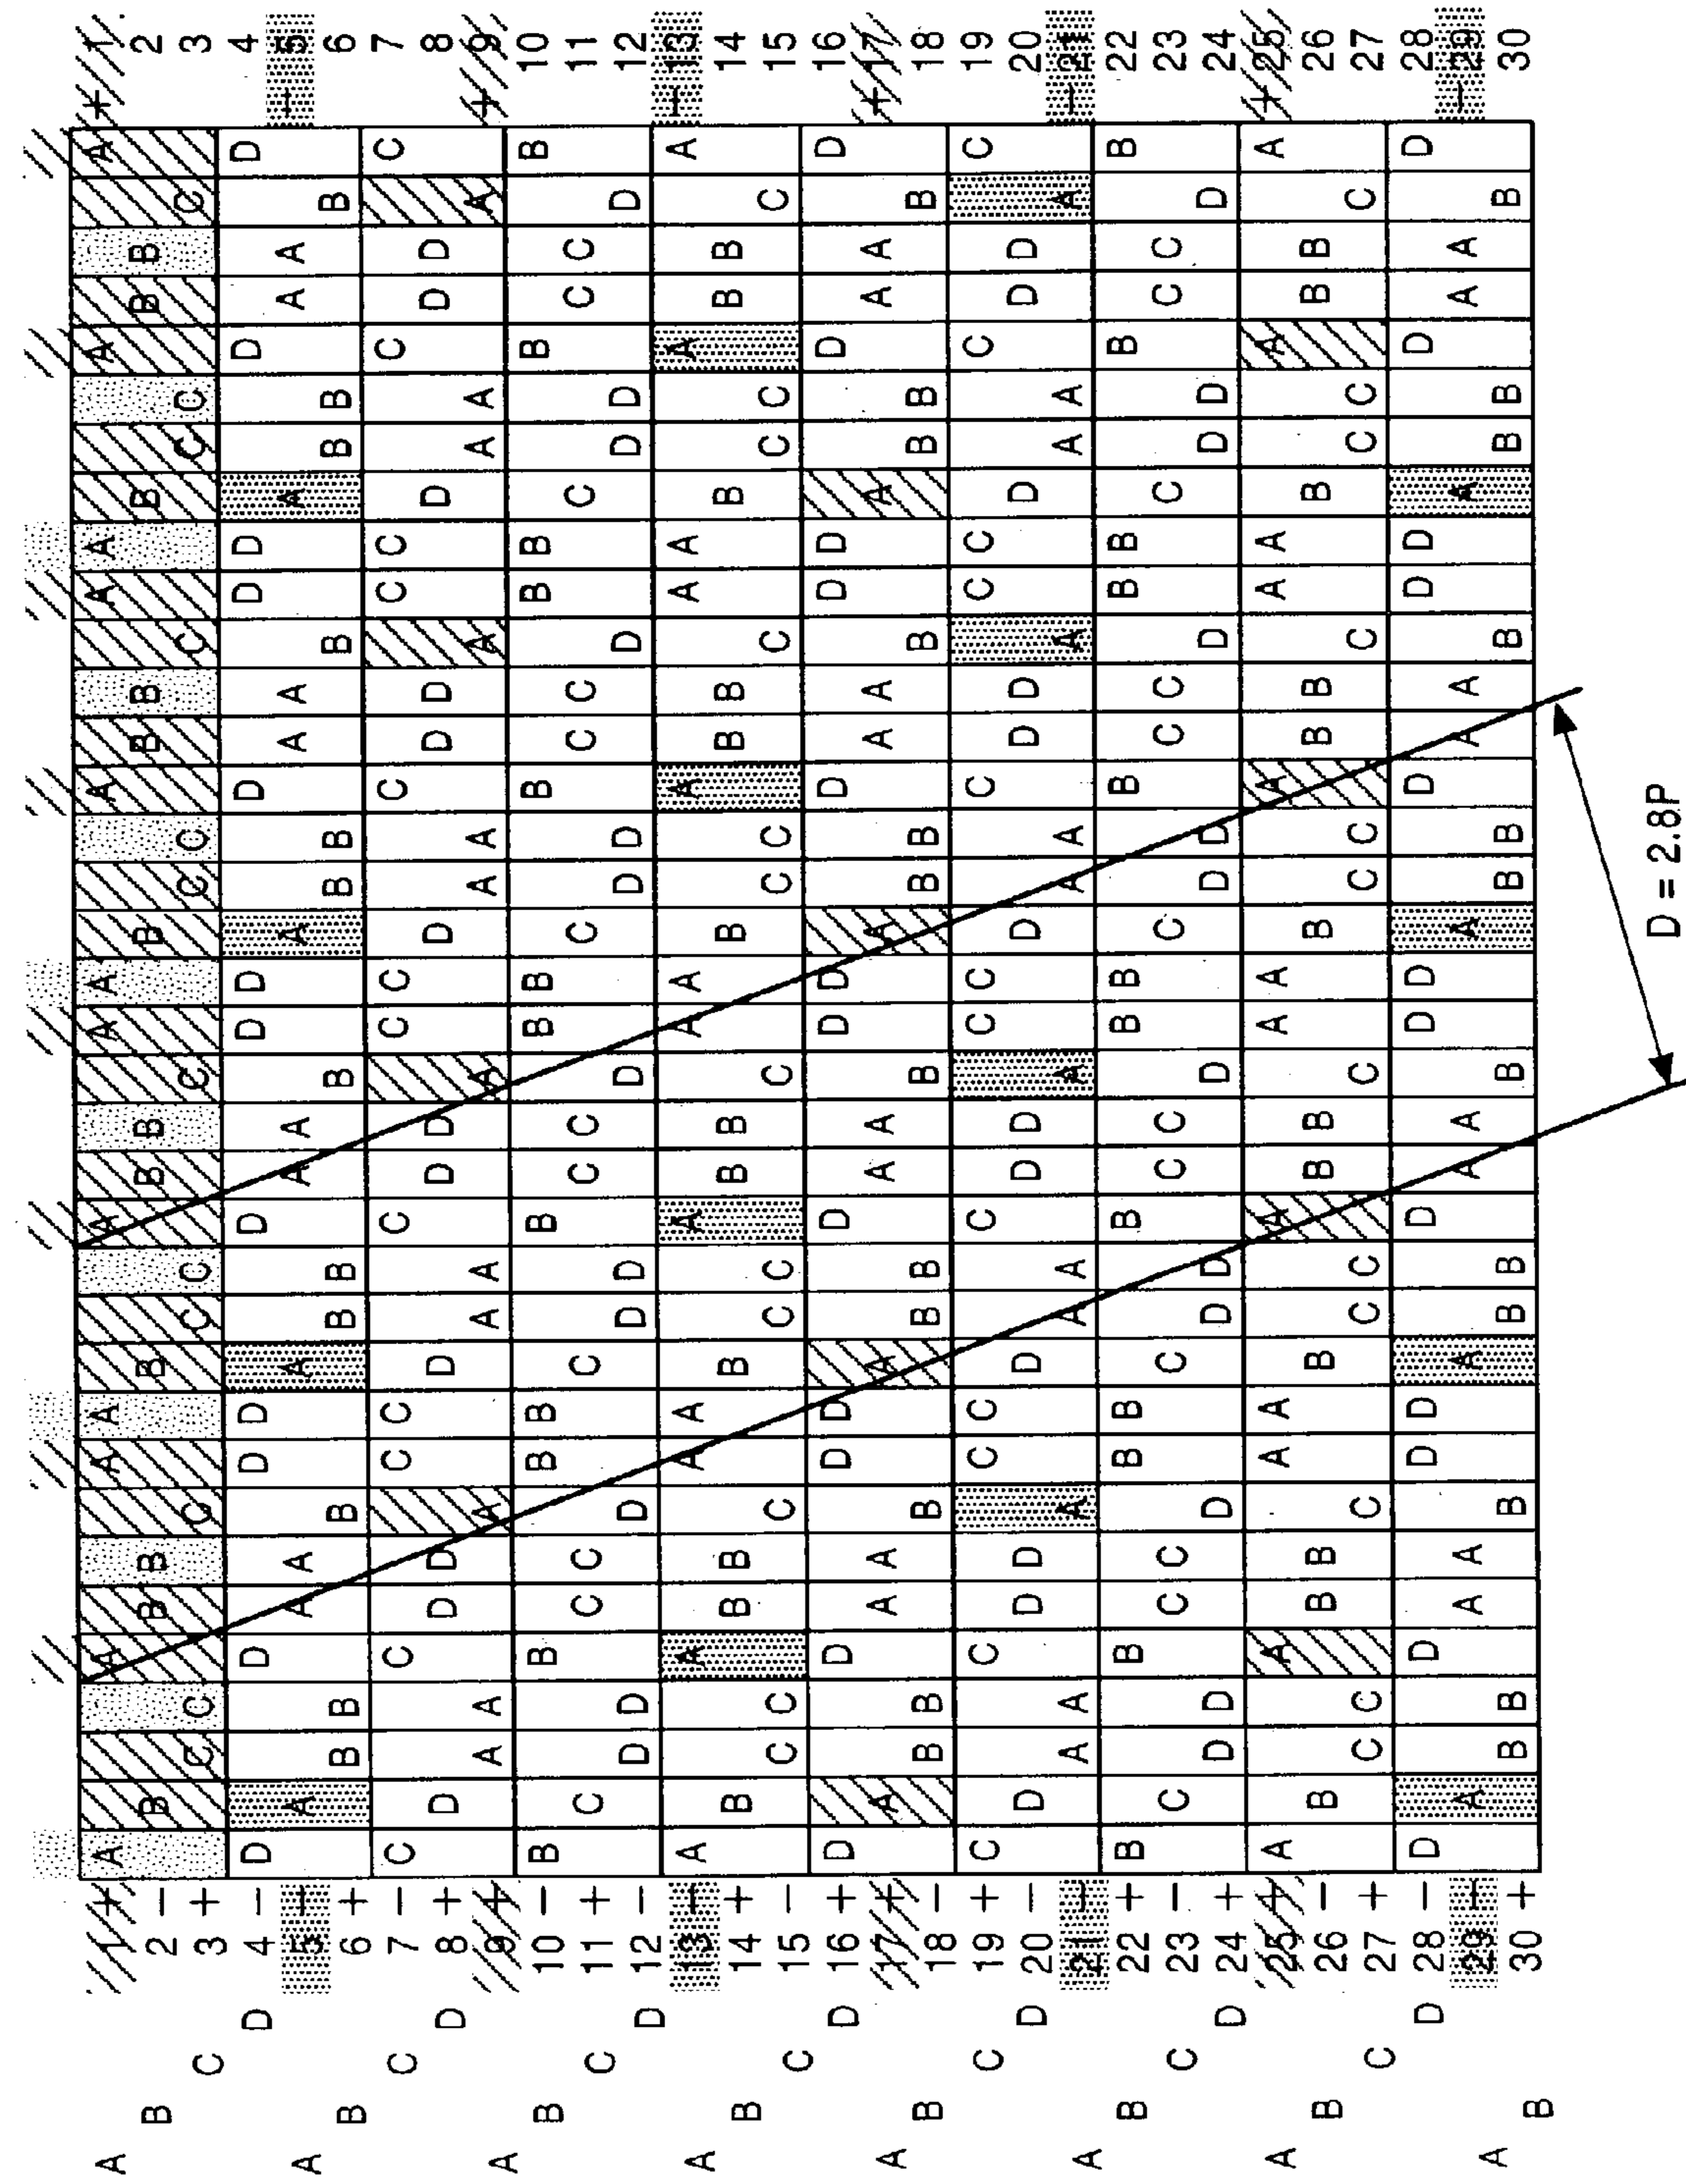 A 1 + A A A A A A A A A A A A + 1
B 2 − B B B B B B B B B B B B 2
C 3 + C C C C C C C C C C C C 3
D 4 − D D D D D D D D D D D D 4
A 5 − A A A A A A A A A A A A − 5
B 6 + B B B B B B B B B B B B 6
C 7 − C C C C C C C C C C C C 7
D 8 + D D D D D D D D D D D D 8
A 9 + A A A A A A A A A A A A + 9
B 10 − B B B B B B B B B B B B 10
C 11 + C C C C C C C C C C C C 11
D 12 − D D D D D D D D D D D D 12
A 13 − A A A A A A A A A A A A − 13
B 14 + B B B B B B B B B B B B 14
C 15 − C C C C C C C C C C C C 15
D 16 + D D D D D D D D D D D D 16
A 17 + A A A A A A A A A A A A + 17
B 18 − B B B B B B B B B B B B 18
C 19 + C C C C C C C C C C C C 19
D 20 − D D D D D D D D D D D D 20
A 21 − A A A A A A A A A A A A − 21
B 22 + B B B B B B B B B B B B 22
C 23 − C C C C C C C C C C C C 23
D 24 + D D D D D D D D D D D D 24
A 25 + A A A A A A A A A A A A + 25
B 26 − B B B B B B B B B B B B 26
C 27 + C C C C C C C C C C C C 27
D 28 − D D D D D D D D D D D D 28
A 29 − A A A A A A A A A A A A − 29
B 30 + B B B B B B B B B B B B 30
D = 2.8P